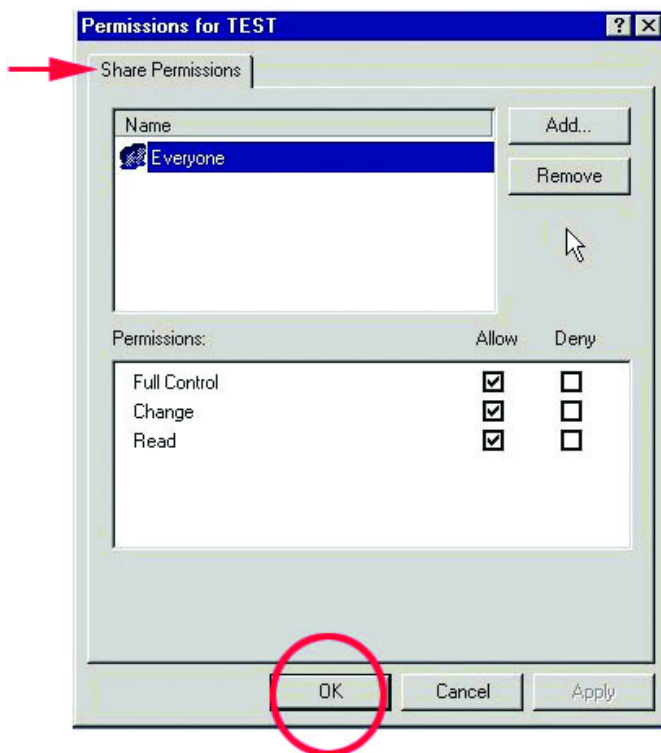 Permissions for TEST
Share Permissions
Name
Add...
Everyone
Remove
Permissions: Allow Deny
Full Control
Change
Read
OK Cancel Apply